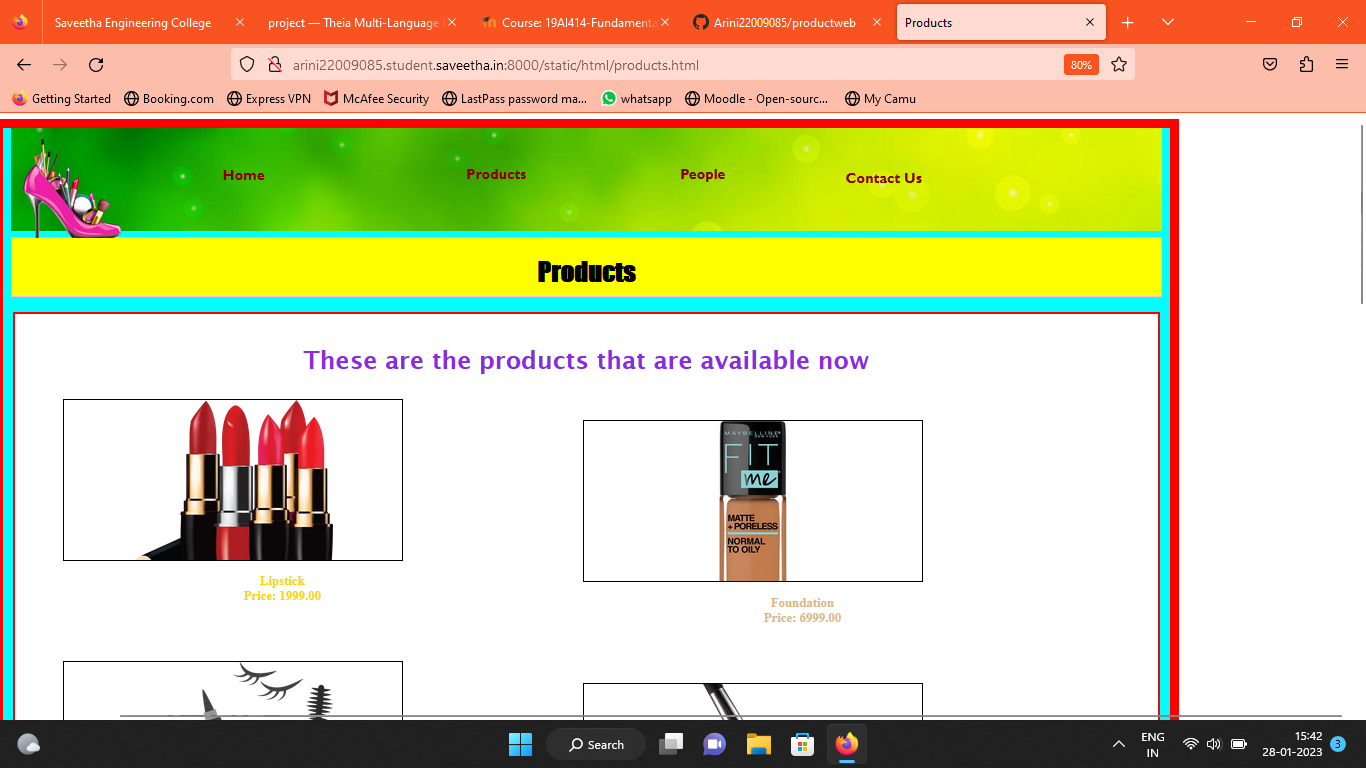 Saveetha Engineering College
project — Theia Multi-Language
Course: 19AI414-Fundamenta
Arini22009085/productweb
Products
arini22009085.student.saveetha.in:8000/static/html/products.html
80%
Getting Started
Booking.com
Express VPN
McAfee Security
LastPass password ma...
whatsapp
Moodle - Open-sourc...
My Camu
Home
Products
People
Contact Us
Products
These are the products that are available now
MAYBELLINE
NEW YORK
FIT
me
MATTE
+ PORELESS
NORMAL
TO OILY
Lipstick
Price: 1999.00
Foundation
Price: 6999.00
Search
ENG
IN
15:42
28-01-2023
3